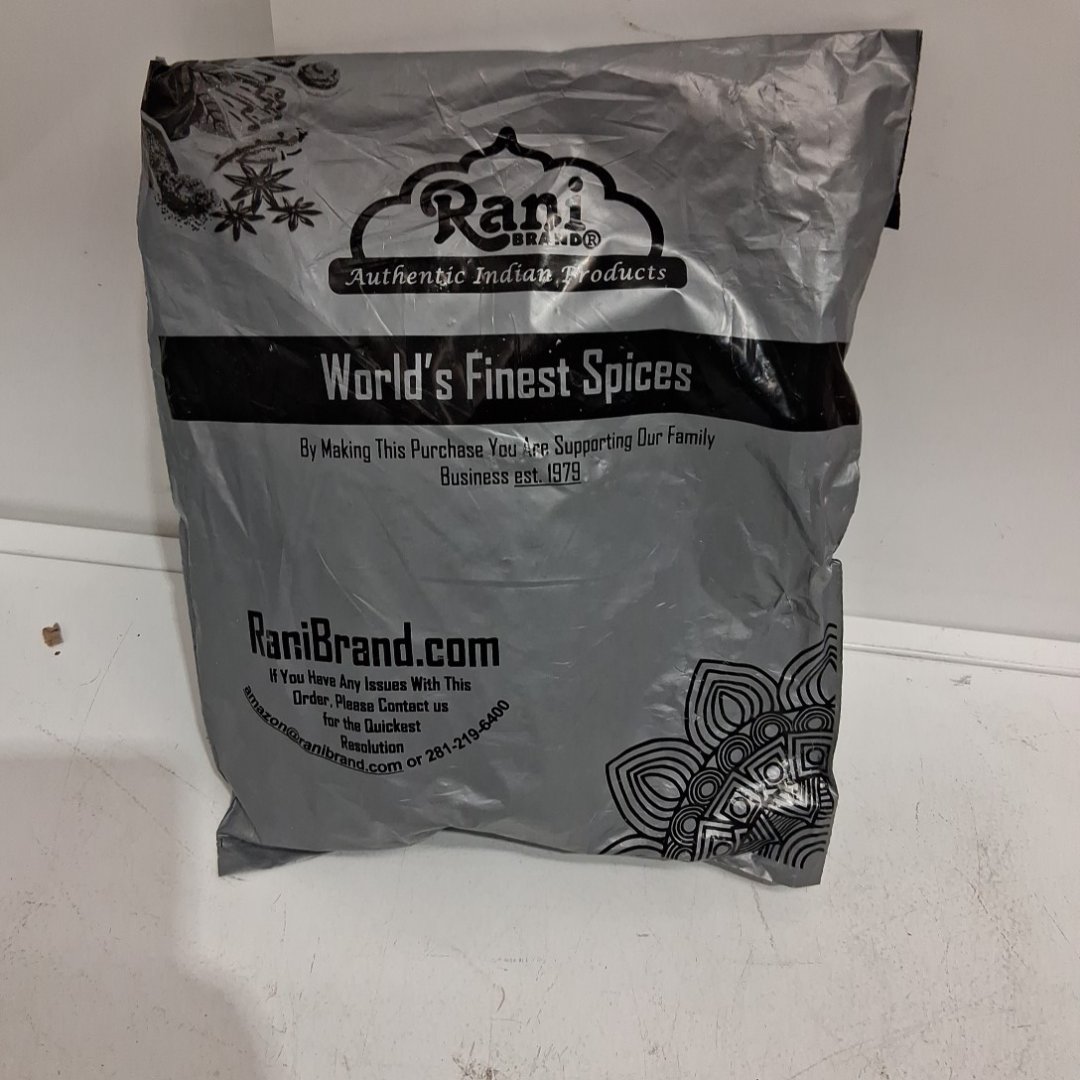 Rani
BRAND®
Authentic Indian Products
World's Finest Spices
By Making This Purchase You Are Supporting Our Family
Business est. 1979
RaniBrand.com
If You Have Any Issues With This
Order, Please Contact us
for the Quickest
Resolution
amazon@ranibrand.com or 281-219-6400